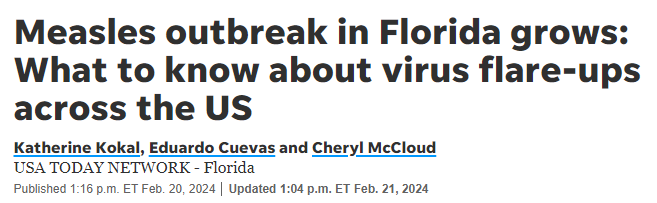 Measles outbreak in Florida grows:
What to know about virus flare-ups
across the US
Katherine Kokal, Eduardo Cuevas and Cheryl McCloud
USA TODAY NETWORK - Florida
Published 1:16 p.m. ET Feb. 20, 2024 | Updated 1:04 p.m. ET Feb. 21, 2024